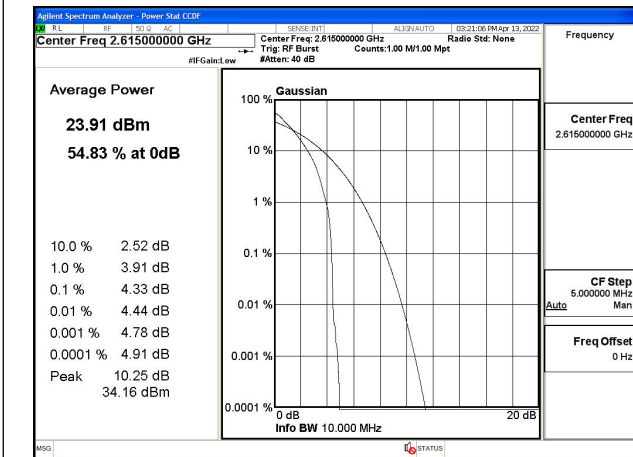 Agilent Spectrum Analyzer - Power Stat CCDF
RL RF 50 Ω AC SENSE:INT ALIGNAUTO 03:21:06 PM Apr 13, 2022
Center Freq 2.615000000 GHz
Center Freq: 2.615000000 GHz Radio Std: None
Trig: RF Burst Counts:1.00 M/1.00 Mpt
#IFGain:Low #Atten: 40 dB
Frequency
Average Power
23.91 dBm
54.83 % at 0dB
10.0 % 2.52 dB
1.0 % 3.91 dB
0.1 % 4.33 dB
0.01 % 4.44 dB
0.001 % 4.78 dB
0.0001 % 4.91 dB
Peak 10.25 dB
34.16 dBm
Gaussian
100 %
10 %
1 %
0.1 %
0.01 %
0.001 %
0.0001 %
0 dB 20 dB
Info BW 10.000 MHz
Center Freq
2.615000000 GHz
CF Step
5.000000 MHz
Auto Man
Freq Offset
0 Hz
MSG STATUS